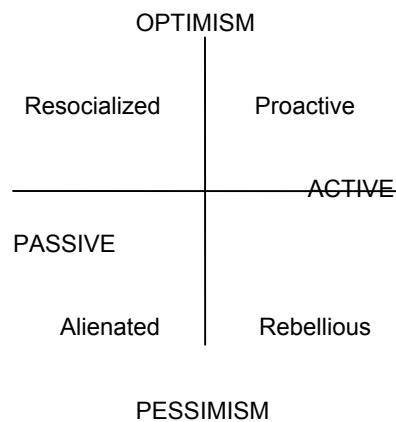 OPTIMISM
Resocialized Proactive
ACTIVE
PASSIVE
Alienated Rebellious
PESSIMISM